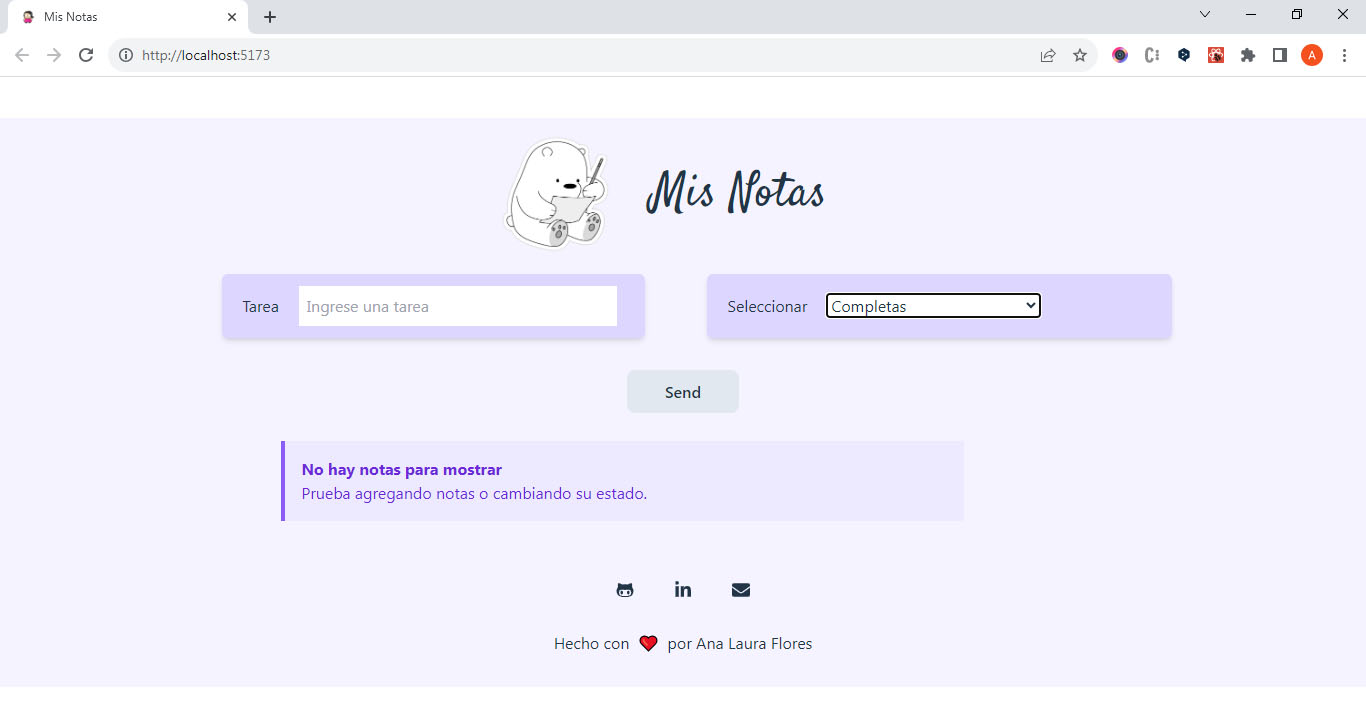 Mis Notas
http://localhost:5173
A
Mis Notas
Tarea
Ingrese una tarea
Seleccionar
Completas
Send
No hay notas para mostrar
Prueba agregando notas o cambiando su estado.
in
Hecho con ❤ por Ana Laura Flores